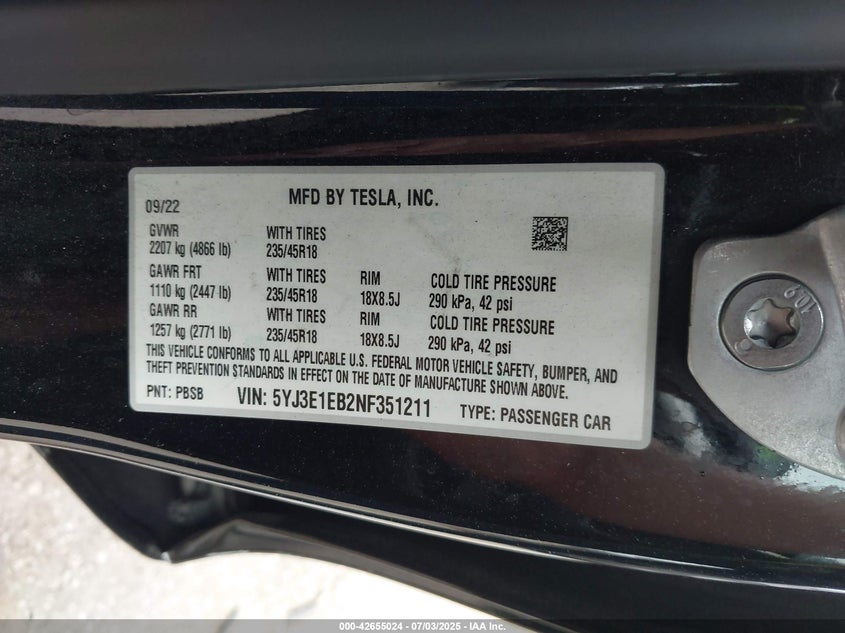 MFD BY TESLA, INC.
09/22
GVWR WITH TIRES
2207 kg (4866 lb) 235/45R18
GAWR FRT WITH TIRES RIM COLD TIRE PRESSURE
1110 kg (2447 lb) 235/45R18 18X8.5J 290 kPa, 42 psi
GAWR RR WITH TIRES RIM COLD TIRE PRESSURE
1257 kg (2771 lb) 235/45R18 18X8.5J 290 kPa, 42 psi
THIS VEHICLE CONFORMS TO ALL APPLICABLE U.S. FEDERAL MOTOR VEHICLE SAFETY, BUMPER, AND
THEFT PREVENTION STANDARDS IN EFFECT ON THE DATE OF MANUFACTURE SHOWN ABOVE.
PNT: PBSB VIN: 5YJ3E1EB2NF351211 TYPE: PASSENGER CAR
10.9
000-42655024 - 07/03/2025 - IAA Inc.